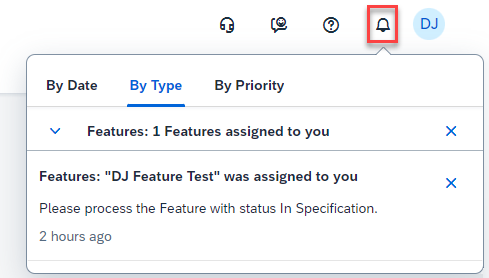 DJ
By Date By Type By Priority
Features: 1 Features assigned to you
Features: "DJ Feature Test" was assigned to you
Please process the Feature with status In Specification.
2 hours ago